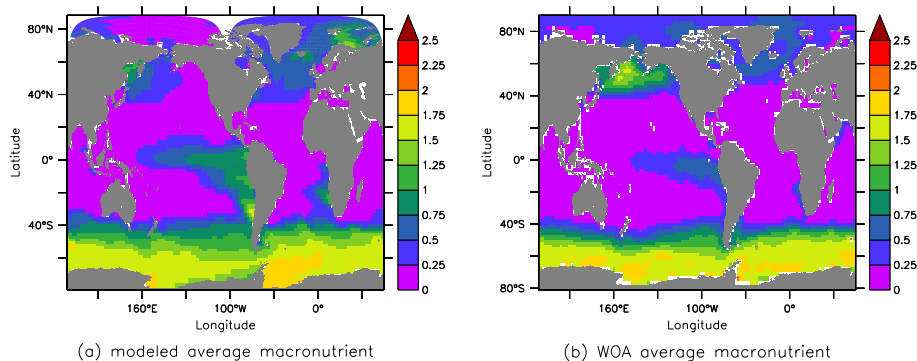 80°N
40°N
0°
40°S
Latitude
160°E
100°W
0°
Longitude
2.5
2.5
2
1.75
1.5
1.25
1
0.75
0.5
0.25
0
(a) modeled average macronutrient
80°N
40°N
0°
40°S
80°S
Latitude
160°E
100°W
0°
Longitude
2.5
2.5
2
1.75
1.5
1.25
1
0.75
0.5
0.25
0
(b) WOA average macronutrient